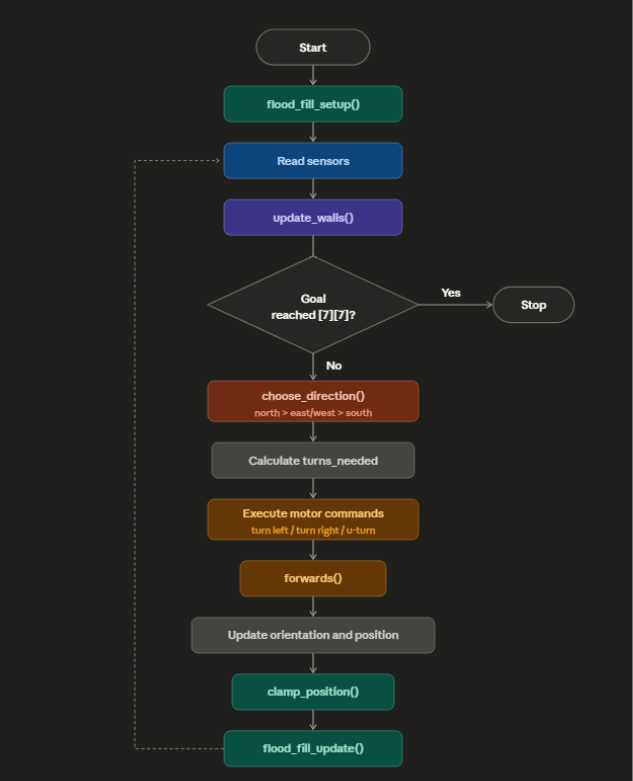 Start
flood_fill_setup()
Read sensors
update_walls()
Goal
reached [7][7]?
Yes
Stop
No
choose_direction()
north > east/west > south
Calculate turns_needed
Execute motor commands
turn left / turn right / u-turn
forwards()
Update orientation and position
clamp_position()
flood_fill_update()